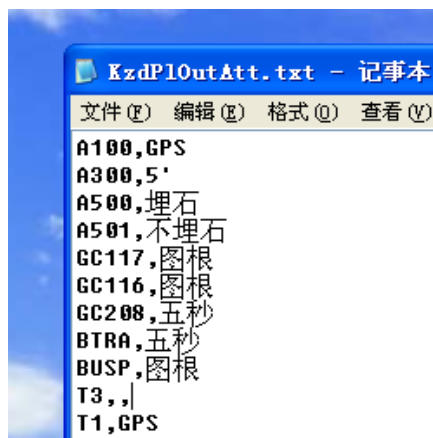 KzdPlOutAtt.txt - 记事本
文件(F) 编辑(E) 格式(O) 查看(V)
A100,GPS
A300,5'
A500,埋石
A501,不埋石
GC117,图根
GC116,图根
GC208,五秒
BTRA,五秒
BUSP,图根
T3,,
T1,GPS